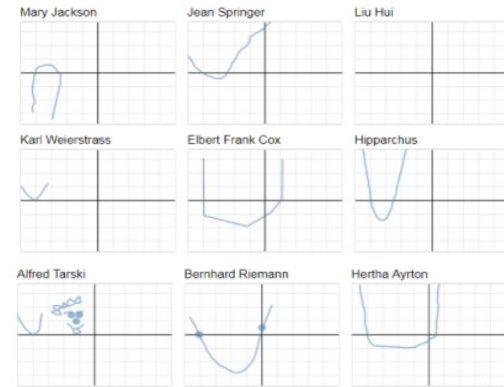 Mary Jackson
Jean Springer
Liu Hui
Karl Weierstrass
Elbert Frank Cox
Hipparchus
Alfred Tarski
Bernhard Riemann
Hertha Ayrton